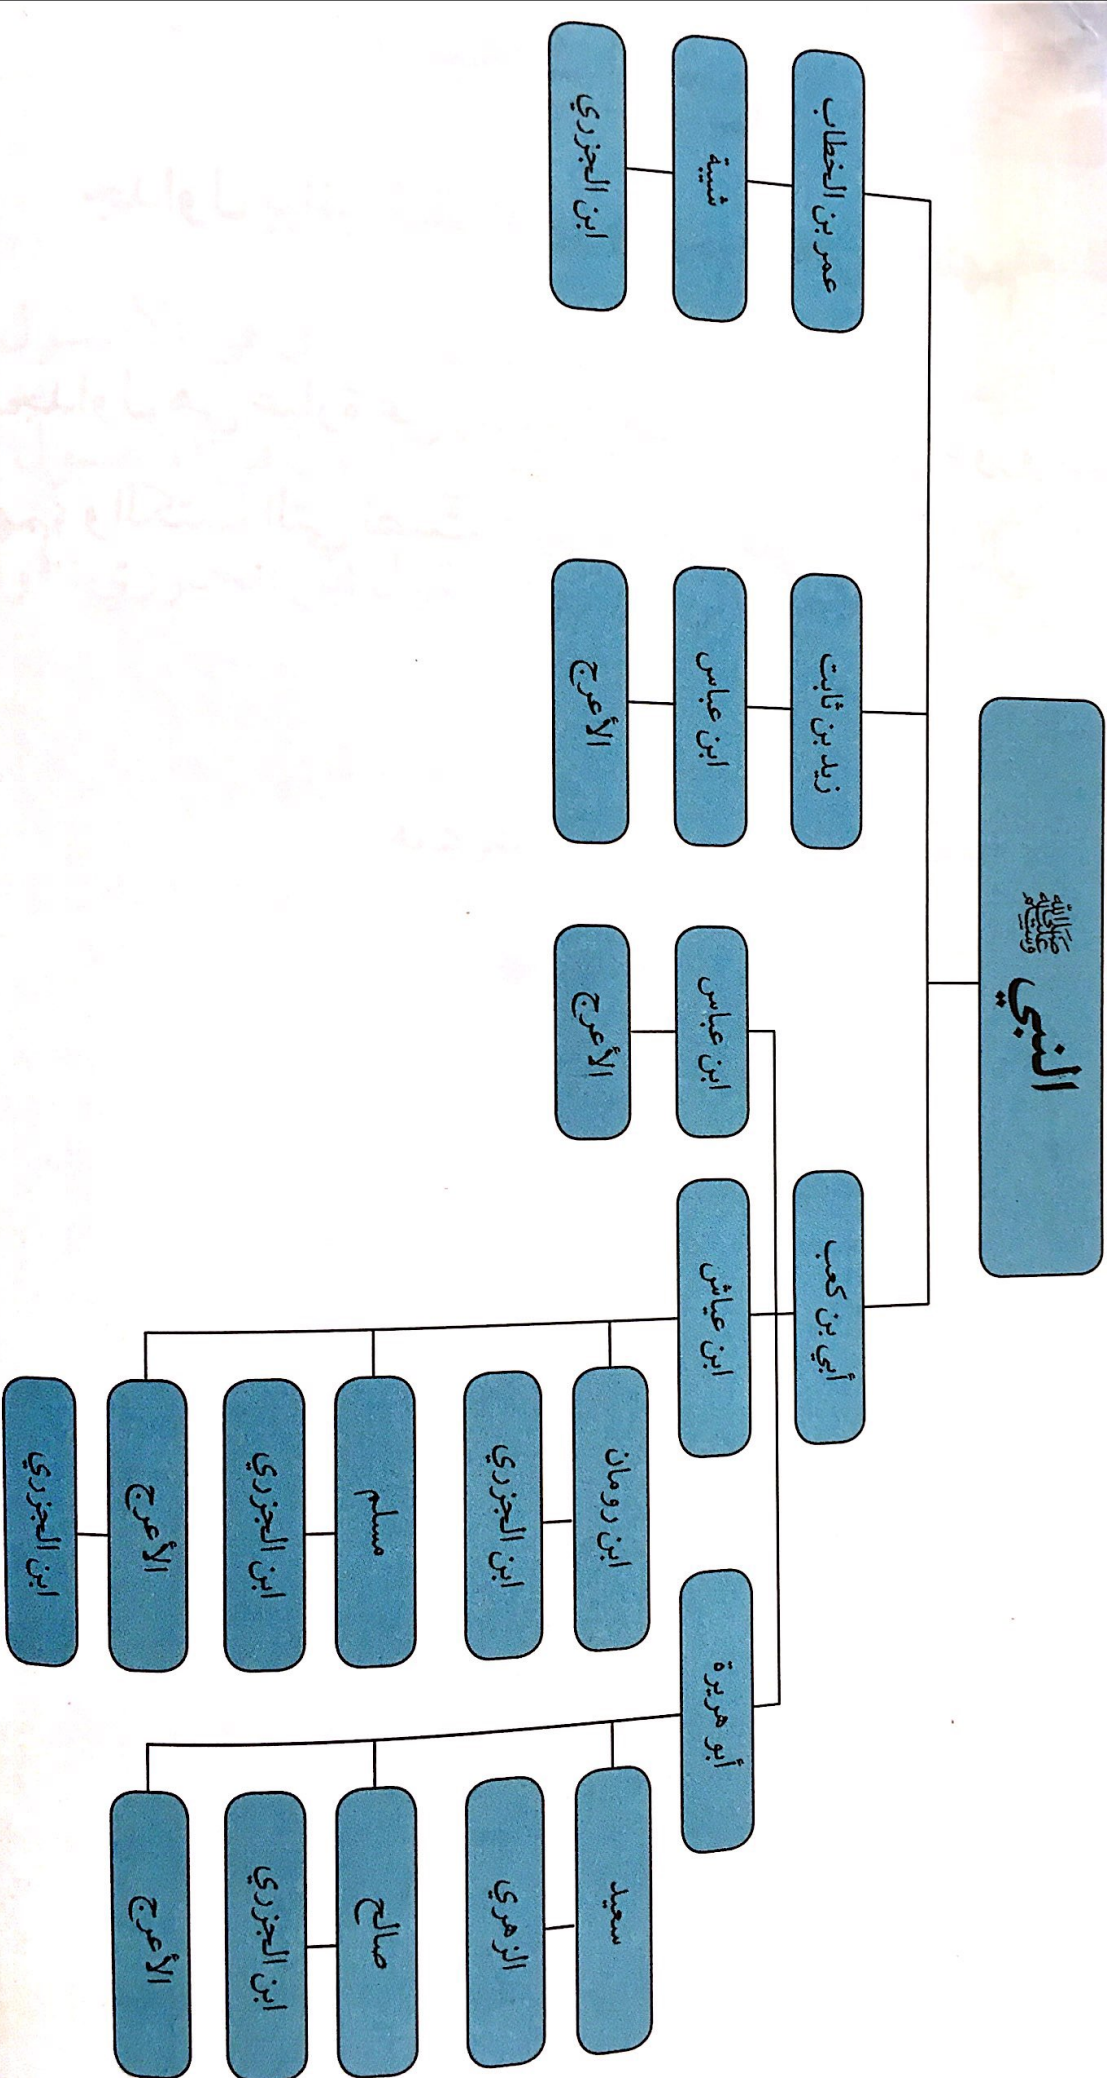 النبي ﷺ
أبي بن كعب
زيد بن ثابت
عمر بن الخطاب
أبو هريرة
ابن عياش
ابن عباس
ابن عباس
شيبة
سعيد
ابن رومان
الأعرج
الأعرج
ابن الجزري
الزهري
ابن الجزري
صالح
مسلم
ابن الجزري
ابن الجزري
الأعرج
الأعرج
ابن الجزري